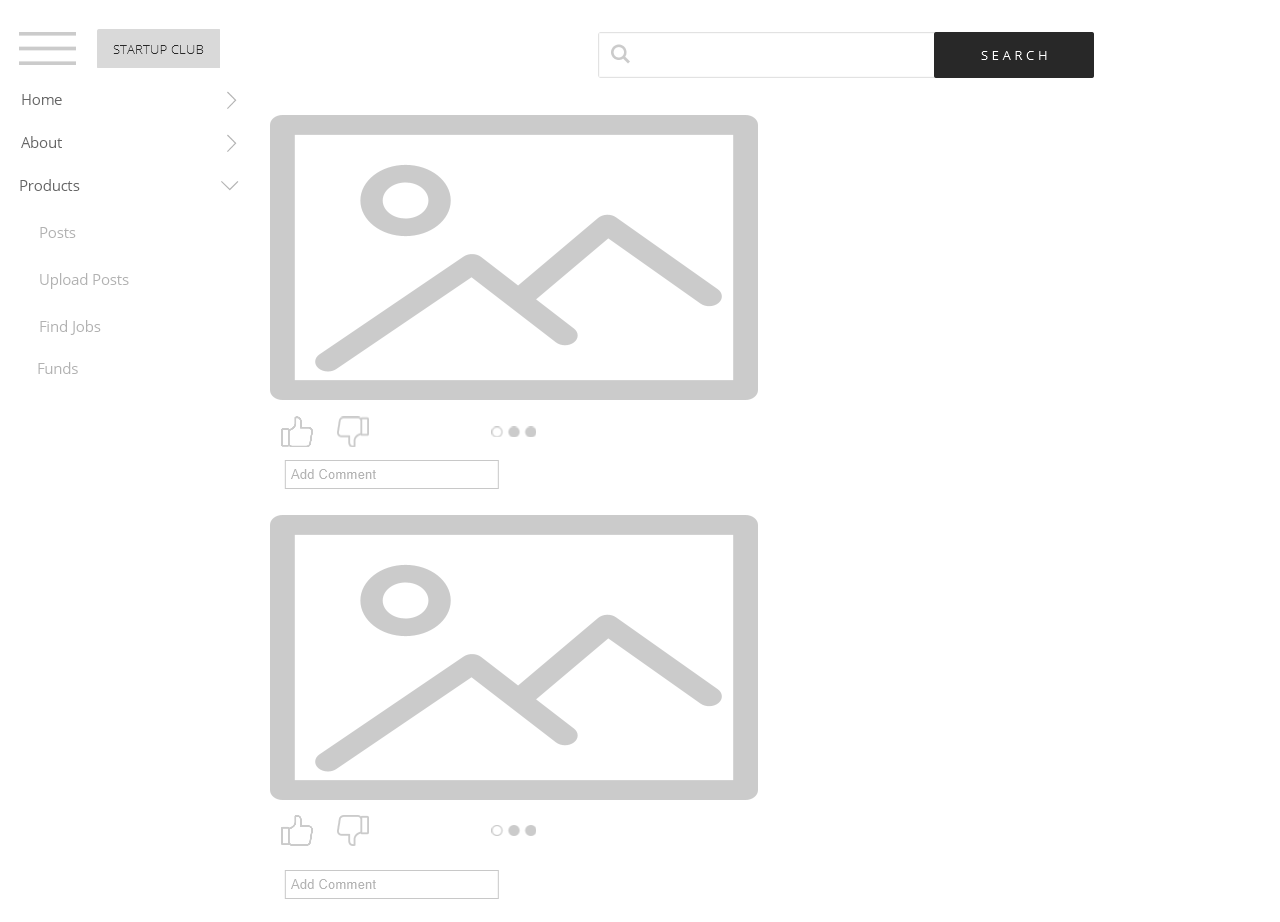 STARTUP CLUB
SEARCH
Home
About
Products
Posts
Upload Posts
Find Jobs
Funds
Add Comment
Add Comment